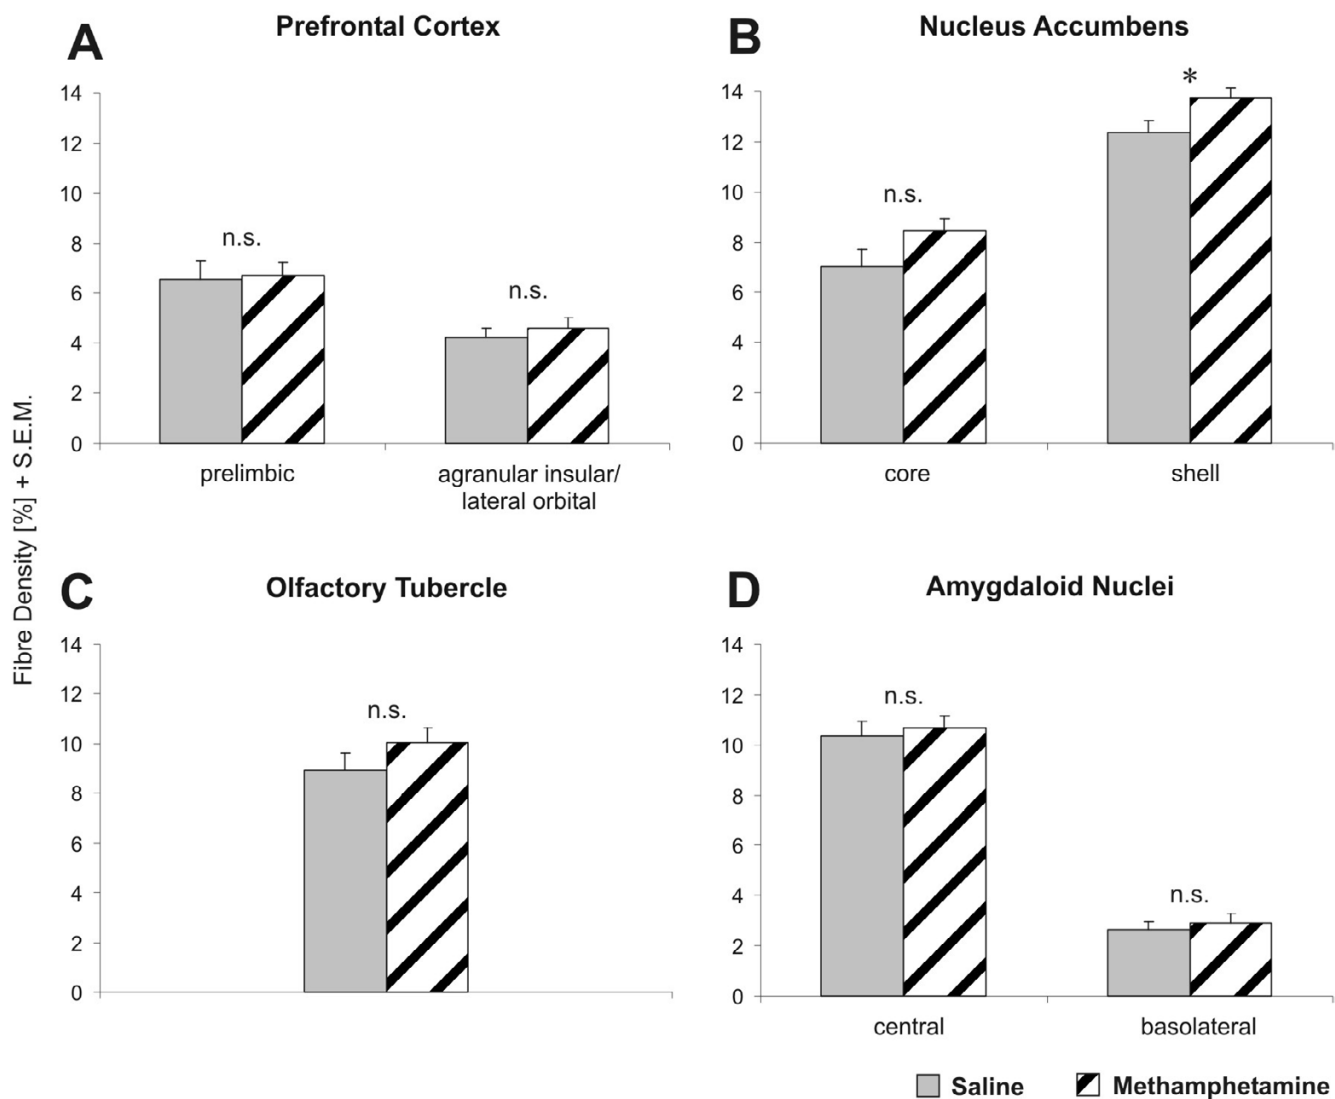 A
Prefrontal Cortex
14
12
10
8
6
4
2
0
n.s.
n.s.
prelimbic
agranular insular/
lateral orbital
B
Nucleus Accumbens
14
12
10
8
6
4
2
0
n.s.
*
core
shell
Fibre Density [%] + S.E.M.
C
Olfactory Tubercle
14
12
10
8
6
4
2
0
n.s.
D
Amygdaloid Nuclei
14
12
10
8
6
4
2
0
n.s.
n.s.
central
basolateral
Saline
Methamphetamine